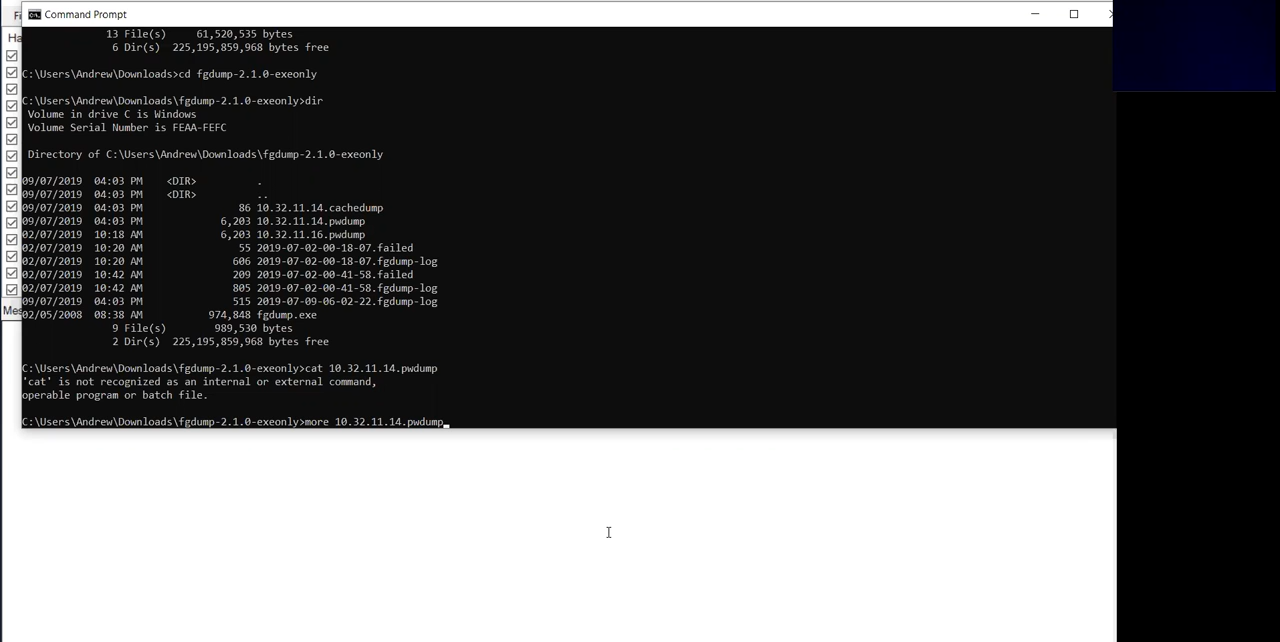 Fi
Command Prompt
Ha
13 File(s) 61,520,535 bytes
6 Dir(s) 225,195,859,968 bytes free
C:\Users\Andrew\Downloads>cd fgdump-2.1.0-exeonly
C:\Users\Andrew\Downloads\fgdump-2.1.0-exeonly>dir
Volume in drive C is Windows
Volume Serial Number is FEAA-FEFC
Directory of C:\Users\Andrew\Downloads\fgdump-2.1.0-exeonly
09/07/2019 04:03 PM <DIR> .
09/07/2019 04:03 PM <DIR> ..
09/07/2019 04:03 PM 86 10.32.11.14.cachedump
09/07/2019 04:03 PM 6,203 10.32.11.14.pwdump
02/07/2019 10:18 AM 6,203 10.32.11.16.pwdump
02/07/2019 10:20 AM 55 2019-07-02-00-18-07.failed
02/07/2019 10:20 AM 606 2019-07-02-00-18-07.fgdump-log
02/07/2019 10:42 AM 209 2019-07-02-00-41-58.failed
02/07/2019 10:42 AM 805 2019-07-02-00-41-58.fgdump-log
09/07/2019 04:03 PM 515 2019-07-09-06-02-22.fgdump-log
02/05/2008 08:38 AM 974,848 fgdump.exe
9 File(s) 989,530 bytes
2 Dir(s) 225,195,859,968 bytes free
Mes
C:\Users\Andrew\Downloads\fgdump-2.1.0-exeonly>cat 10.32.11.14.pwdump
'cat' is not recognized as an internal or external command,
operable program or batch file.
C:\Users\Andrew\Downloads\fgdump-2.1.0-exeonly>more 10.32.11.14.pwdump